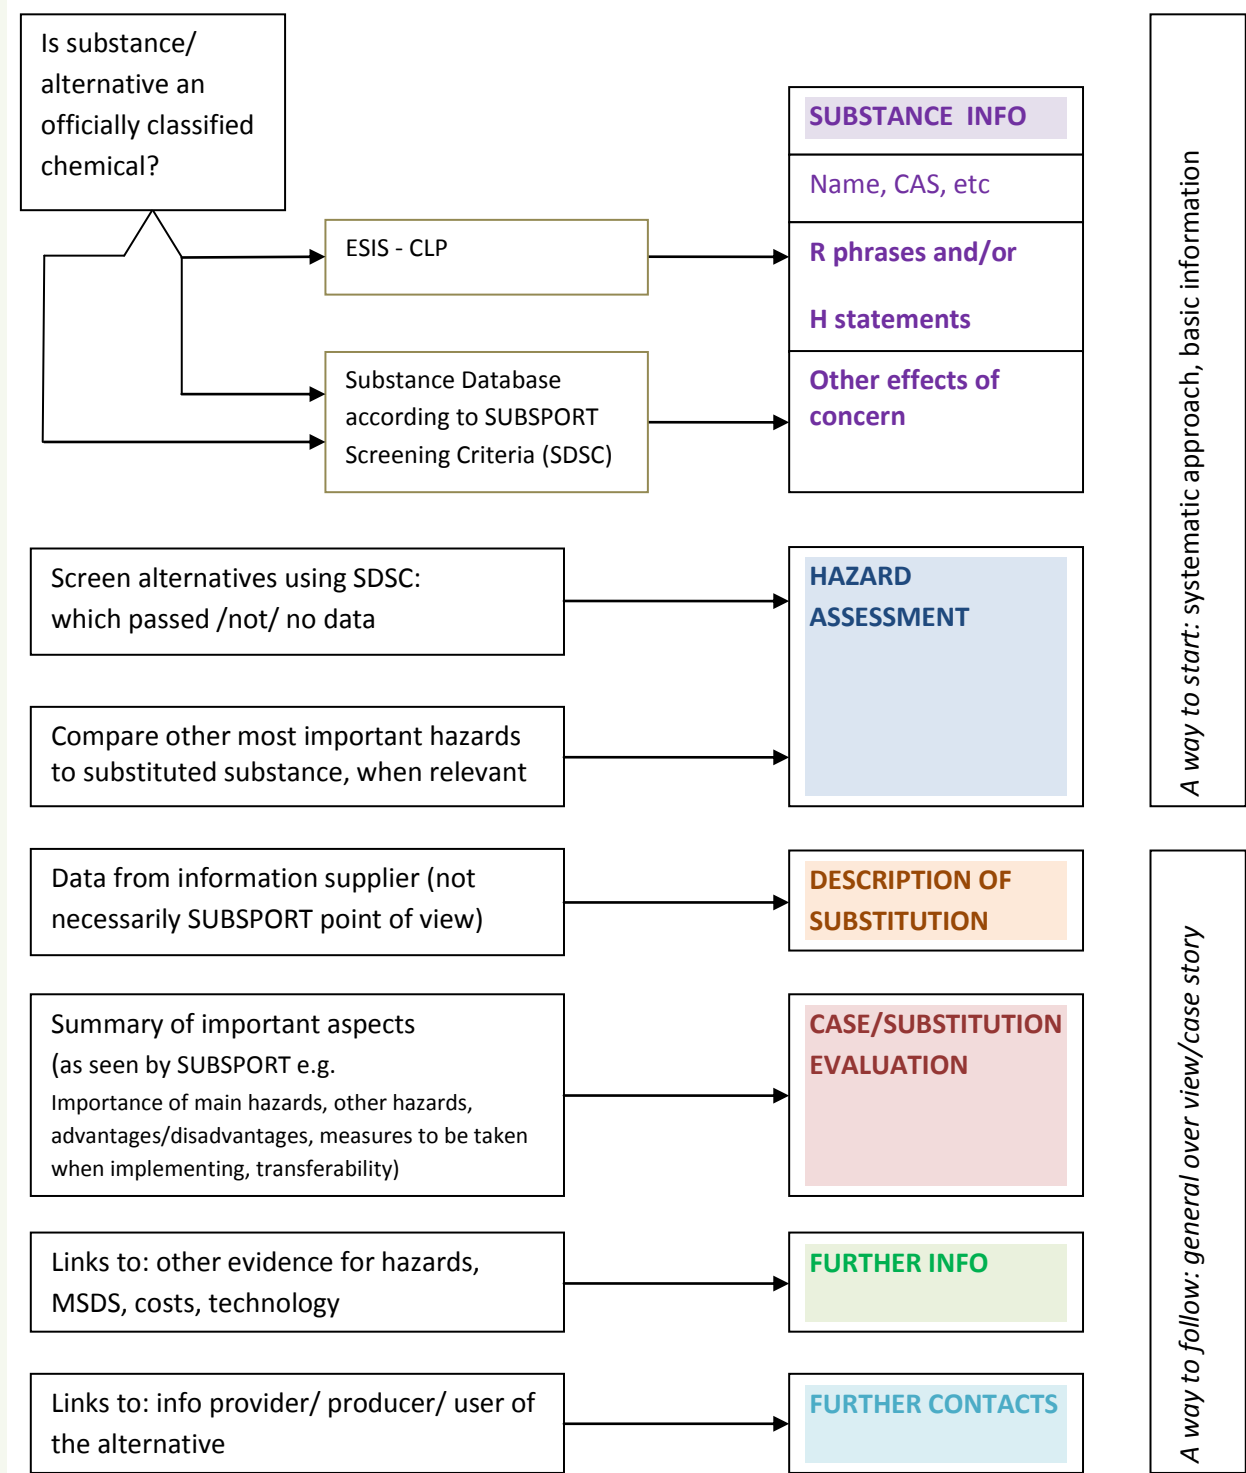 Is substance/
alternative an
officially classified
chemical?
SUBSTANCE INFO
Name, CAS, etc
ESIS - CLP
R phrases and/or
H statements
Substance Database
according to SUBSPORT
Screening Criteria (SDSC)
Other effects of
concern
Screen alternatives using SDSC:
which passed /not/ no data
HAZARD
ASSESSMENT
Compare other most important hazards
to substituted substance, when relevant
A way to start: systematic approach, basic information
Data from information supplier (not
necessarily SUBSPORT point of view)
DESCRIPTION OF
SUBSTITUTION
Summary of important aspects
(as seen by SUBSPORT e.g.
Importance of main hazards, other hazards,
advantages/disadvantages, measures to be taken
when implementing, transferability)
CASE/SUBSTITUTION
EVALUATION
Links to: other evidence for hazards,
MSDS, costs, technology
FURTHER INFO
Links to: info provider/ producer/ user of
the alternative
FURTHER CONTACTS
A way to follow: general over view/case story